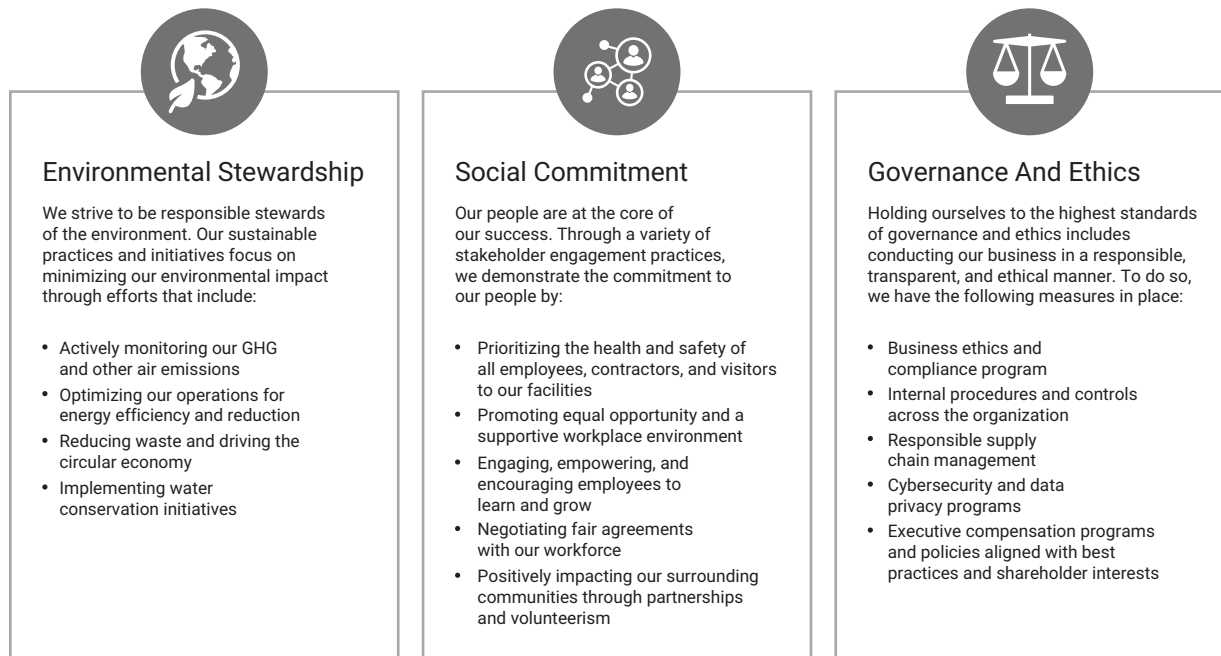 Environmental Stewardship
We strive to be responsible stewards
of the environment. Our sustainable
practices and initiatives focus on
minimizing our environmental impact
through efforts that include:
• Actively monitoring our GHG
and other air emissions
• Optimizing our operations for
energy efficiency and reduction
• Reducing waste and driving the
circular economy
• Implementing water
conservation initiatives
Social Commitment
Our people are at the core of
our success. Through a variety of
stakeholder engagement practices,
we demonstrate the commitment to
our people by:
• Prioritizing the health and safety of
all employees, contractors, and visitors
to our facilities
• Promoting equal opportunity and a
supportive workplace environment
• Engaging, empowering, and
encouraging employees to
learn and grow
• Negotiating fair agreements
with our workforce
• Positively impacting our surrounding
communities through partnerships
and volunteerism
Governance And Ethics
Holding ourselves to the highest standards
of governance and ethics includes
conducting our business in a responsible,
transparent, and ethical manner. To do so,
we have the following measures in place:
• Business ethics and
compliance program
• Internal procedures and controls
across the organization
• Responsible supply
chain management
• Cybersecurity and data
privacy programs
• Executive compensation programs
and policies aligned with best
practices and shareholder interests